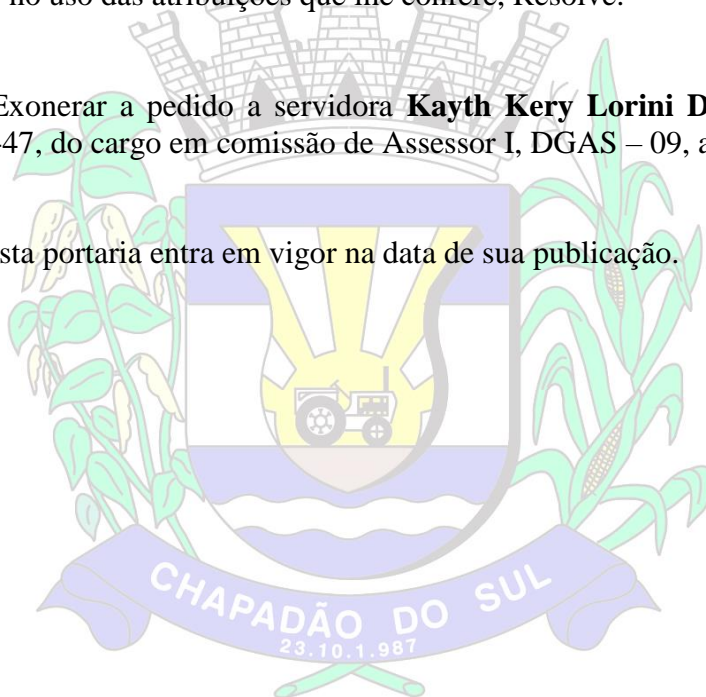 no uso das atribuições que lhe confere, Resolve:
Exonerar a pedido a servidora Kayth Kery Lorini D
47, do cargo em comissão de Assessor I, DGAS – 09, a
sta portaria entra em vigor na data de sua publicação.
CHAPADÃO DO SUL
23.10.1.987